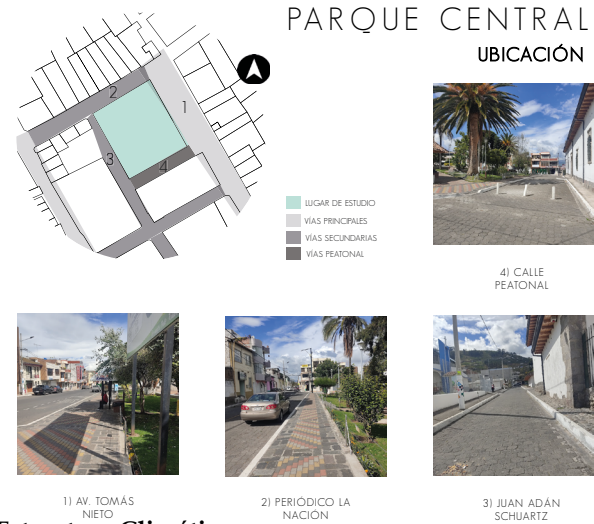 PARQUE CENTRAL
UBICACIÓN
2
1
3
4
LUGAR DE ESTUDIO
VÍAS PRINCIPALES
VÍAS SECUNDARIAS
VÍAS PEATONAL
4) CALLE
PEATONAL
1) AV. TOMÁS
NIETO
2) PERIÓDICO LA
NACIÓN
3) JUAN ADÁN
SCHUARTZ